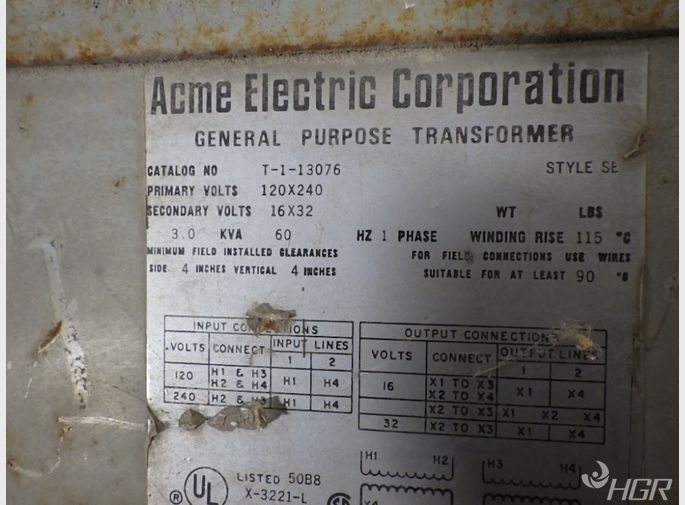 Acme Electric Corporation
GENERAL PURPOSE TRANSFORMER
CATALOG NO T-1-13076 STYLE SE
PRIMARY VOLTS 120X240
SECONDARY VOLTS 16X32 WT LBS
3.0 KVA 60 HZ 1 PHASE WINDING RISE 115 °C
MINIMUM FIELD INSTALLED CLEARANCES FOR FIELD CONNECTIONS USE WIRES
SIDE 4 INCHES VERTICAL 4 INCHES SUITABLE FOR AT LEAST 90 °C
INPUT CONNECTIONS
VOLTS CONNECT INPUT LINES
1 2
120 H1 & H3 H1 H4
H2 & H4
240 H2 & H3 H1 H4
OUTPUT CONNECTIONS
VOLTS CONNECT OUTPUT LINES
1 2
16 X1 TO X3 X1 X4
X2 TO X4
X2 TO X3 X1 X2 X4
32 X2 TO X3 X1 X4
H1 H2 H3 H4
X4
® UL LISTED 50B8
X-3221-L
HGR